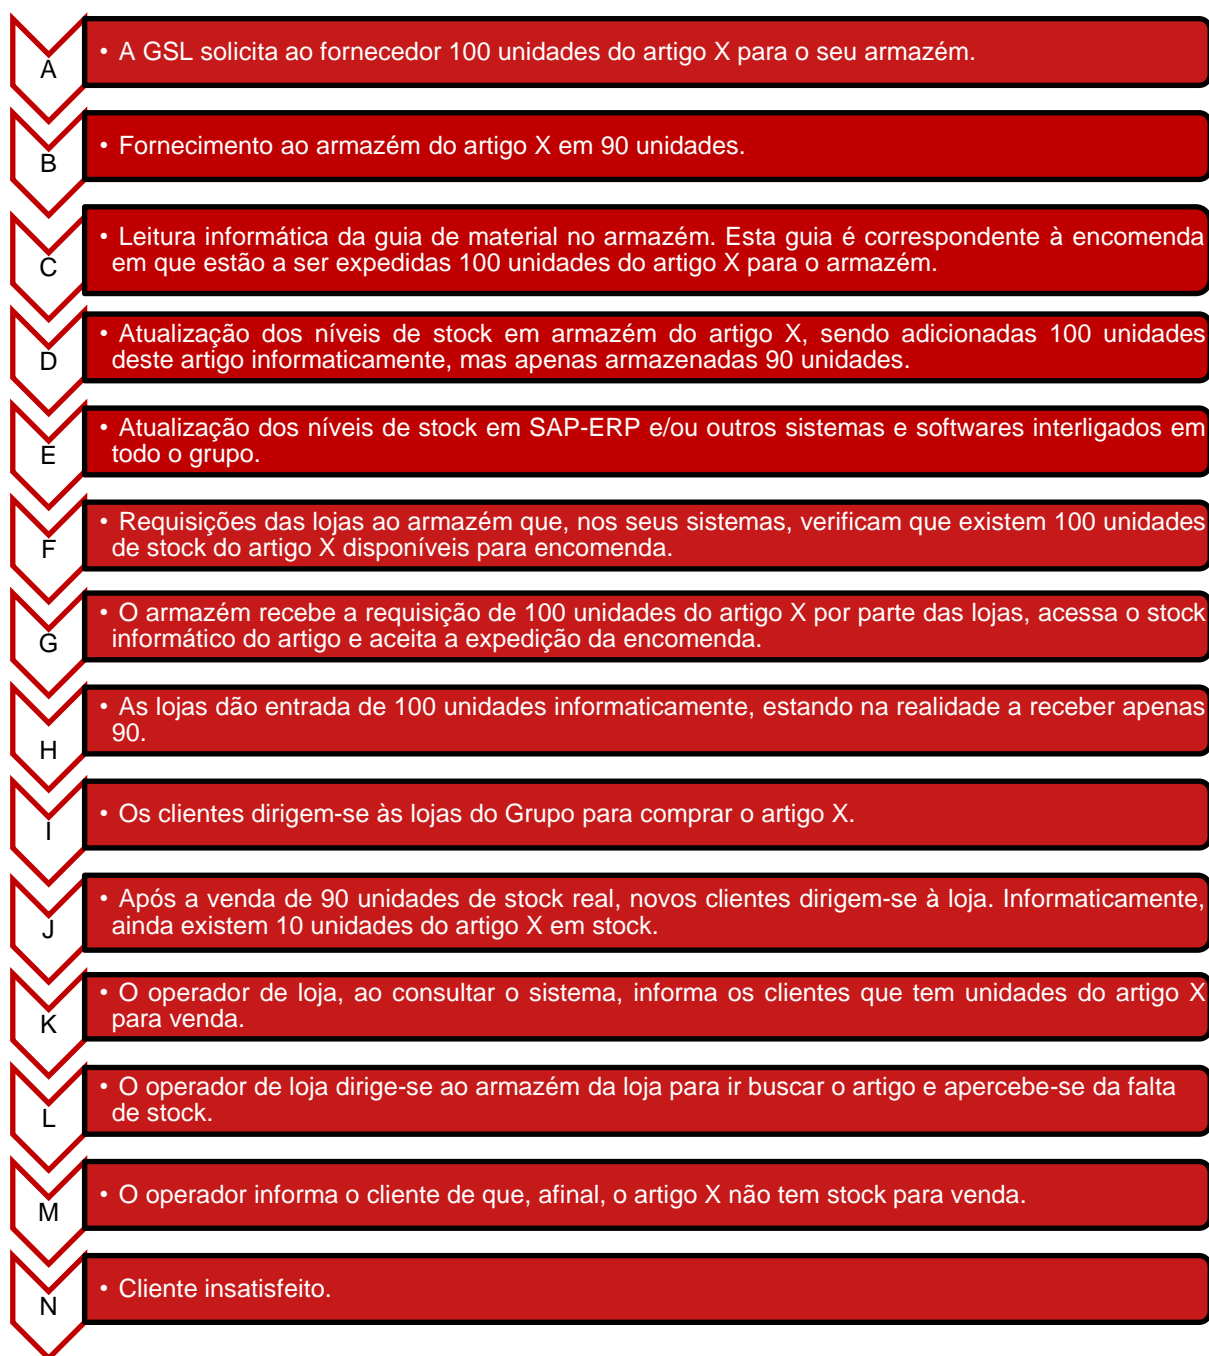 A
• A GSL solicita ao fornecedor 100 unidades do artigo X para o seu armazém.
B
• Fornecimento ao armazém do artigo X em 90 unidades.
C
• Leitura informática da guia de material no armazém. Esta guia é correspondente à encomenda
em que estão a ser expedidas 100 unidades do artigo X para o armazém.
D
• Atualização dos níveis de stock em armazém do artigo X, sendo adicionadas 100 unidades
deste artigo informaticamente, mas apenas armazenadas 90 unidades.
E
• Atualização dos níveis de stock em SAP-ERP e/ou outros sistemas e softwares interligados em
todo o grupo.
F
• Requisições das lojas ao armazém que, nos seus sistemas, verificam que existem 100 unidades
de stock do artigo X disponíveis para encomenda.
G
• O armazém recebe a requisição de 100 unidades do artigo X por parte das lojas, acessa o stock
informático do artigo e aceita a expedição da encomenda.
H
• As lojas dão entrada de 100 unidades informaticamente, estando na realidade a receber apenas
90.
I
• Os clientes dirigem-se às lojas do Grupo para comprar o artigo X.
J
• Após a venda de 90 unidades de stock real, novos clientes dirigem-se à loja. Informaticamente,
ainda existem 10 unidades do artigo X em stock.
K
• O operador de loja, ao consultar o sistema, informa os clientes que tem unidades do artigo X
para venda.
L
• O operador de loja dirige-se ao armazém da loja para ir buscar o artigo e apercebe-se da falta
de stock.
M
• O operador informa o cliente de que, afinal, o artigo X não tem stock para venda.
N
• Cliente insatisfeito.